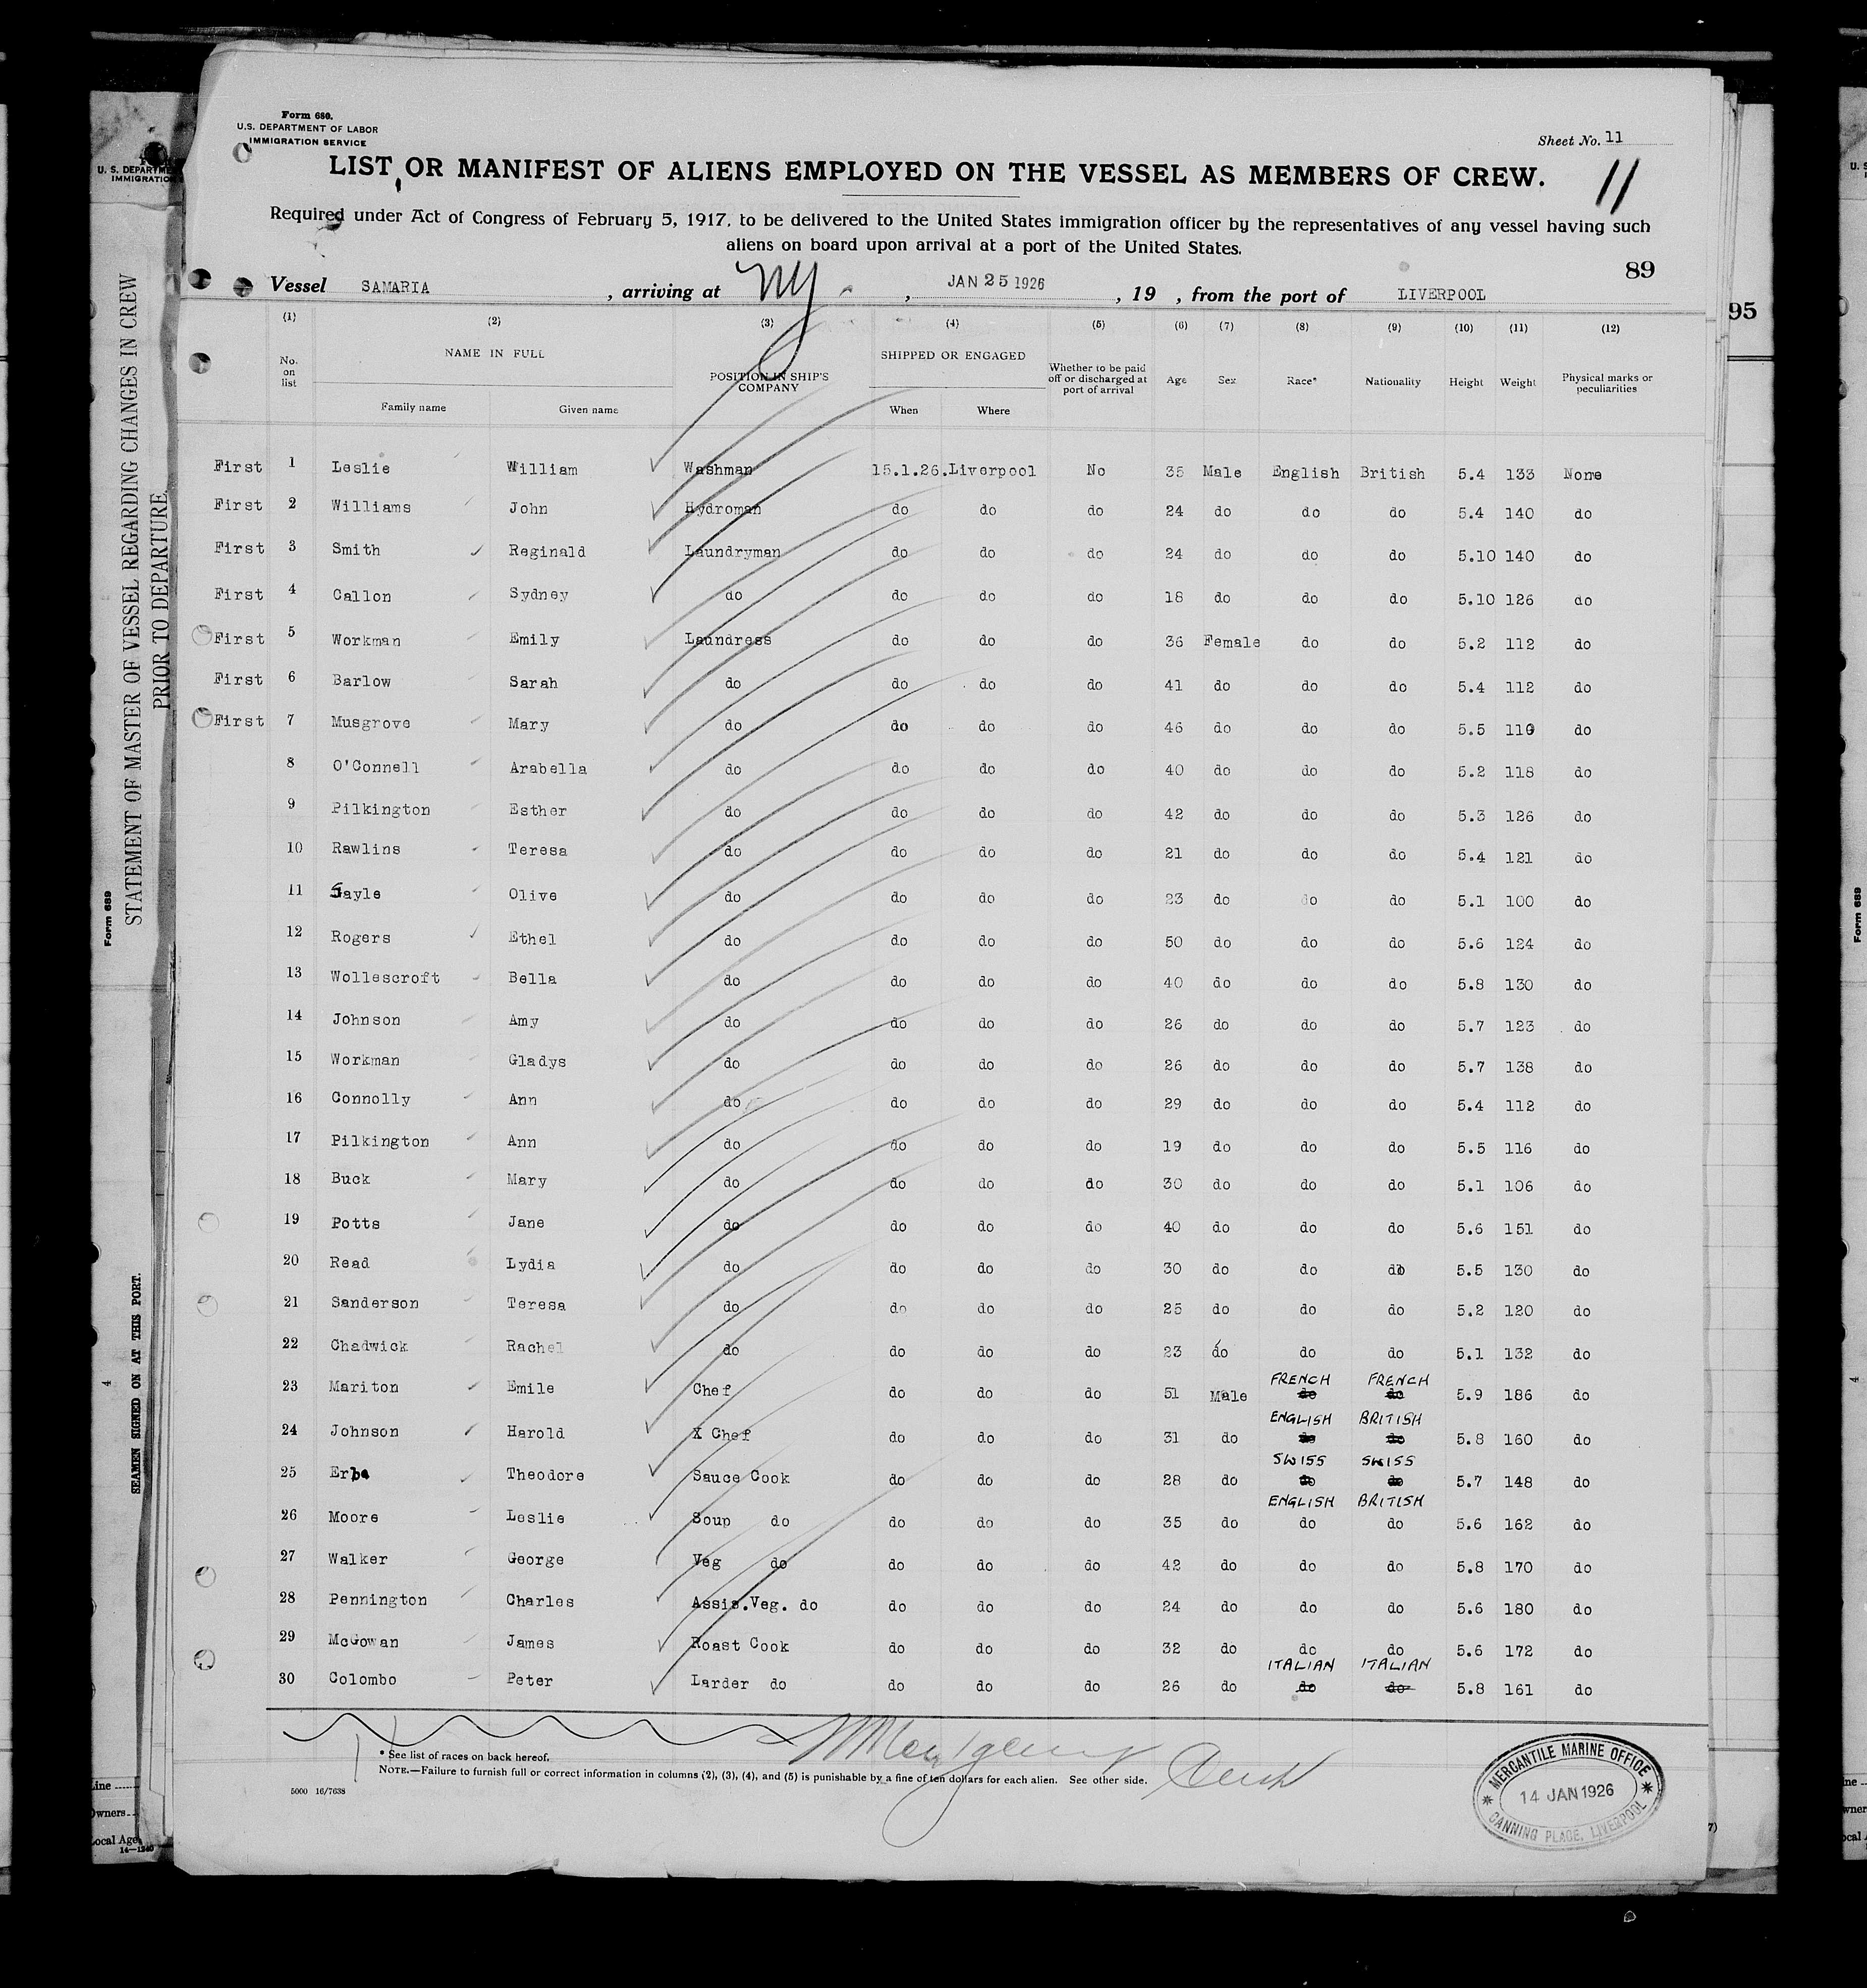 Form 680.
U.S. DEPARTMENT OF LABOR
IMMIGRATION SERVICE
Sheet No. 11
LIST OR MANIFEST OF ALIENS EMPLOYED ON THE VESSEL AS MEMBERS OF CREW.
11
Required under Act of Congress of February 5, 1917, to be delivered to the United States immigration officer by the representatives of any vessel having such
aliens on board upon arrival at a port of the United States.
89
Vessel SAMARIA , arriving at NY , JAN 25 1926 , 19 , from the port of LIVERPOOL
(1) (2) (3) (4) (5) (6) (7) (8) (9) (10) (11) (12)
No. on list NAME IN FULL Family name Given name POSITION IN SHIP'S COMPANY SHIPPED OR ENGAGED When Where Whether to be paid off or discharged at port of arrival Age Sex Race* Nationality Height Weight Physical marks or peculiarities
First 1 Leslie William Washman 15.1.26. Liverpool No 35 Male English British 5.4 133 None
First 2 Williams John Hydroman do do do 24 do do do 5.4 140 do
First 3 Smith Reginald Laundryman do do do 24 do do do 5.10 140 do
First 4 Callon Sydney do do do do 18 do do do 5.10 126 do
First 5 Workman Emily Laundress do do do 36 Female do do 5.2 112 do
First 6 Barlow Sarah do do do do 41 do do do 5.4 112 do
First 7 Musgrove Mary do do do do 46 do do do 5.5 110 do
8 O'Connell Arabella do do do do 40 do do do 5.2 118 do
9 Pilkington Esther do do do do 42 do do do 5.3 126 do
10 Rawlins Teresa do do do do 21 do do do 5.4 121 do
11 Sayle Olive do do do do 23 do do do 5.1 100 do
12 Rogers Ethel do do do do 50 do do do 5.6 124 do
13 Wollescroft Bella do do do do 40 do do do 5.8 130 do
14 Johnson Amy do do do do 26 do do do 5.7 123 do
15 Workman Gladys do do do do 26 do do do 5.7 138 do
16 Connolly Ann do do do do 29 do do do 5.4 112 do
17 Pilkington Ann do do do do 19 do do do 5.5 116 do
18 Buck Mary do do do do 30 do do do 5.1 106 do
19 Potts Jane do do do do 40 do do do 5.6 151 do
20 Read Lydia do do do do 30 do do do 5.5 130 do
21 Sanderson Teresa do do do do 25 do do do 5.2 120 do
22 Chadwick Rachel do do do do 23 do do do 5.1 132 do
FRENCH FRENCH
23 Mariton Emile Chef do do do 51 Male do do 5.9 186 do
ENGLISH BRITISH
24 Johnson Harold X Chef do do do 31 do do do 5.8 160 do
SWISS SWISS
25 Erba Theodore Sauce Cook do do do 28 do do do 5.7 148 do
ENGLISH BRITISH
26 Moore Leslie Soup do do do do 35 do do do 5.6 162 do
27 Walker George Veg do do do do 42 do do do 5.8 170 do
28 Pennington Charles Assis.Veg. do do do do 24 do do do 5.6 180 do
29 McGowan James Roast Cook do do do 32 do do do 5.6 172 do
ITALIAN ITALIAN
30 Colombo Peter Larder do do do do 26 do do do 5.8 161 do
* See list of races on back hereof.
NOTE.—Failure to furnish full or correct information in columns (2), (3), (4), and (5) is punishable by a fine of ten dollars for each alien. See other side.
5000 16/7638
MERCANTILE MARINE OFFICE
14 JAN 1926
CANNING PLACE, LIVERPOOL
U. S. DEPARTME
IMMIGRATIO
STATEMENT OF MASTER OF VESSEL REGARDING CHANGES IN CREW
PRIOR TO DEPARTURE
Form 689
SEAMEN SIGNED ON AT THIS PORT.
4
Line
Owners
Local Age
14—1240
95
7)
U. S
Form 689
4